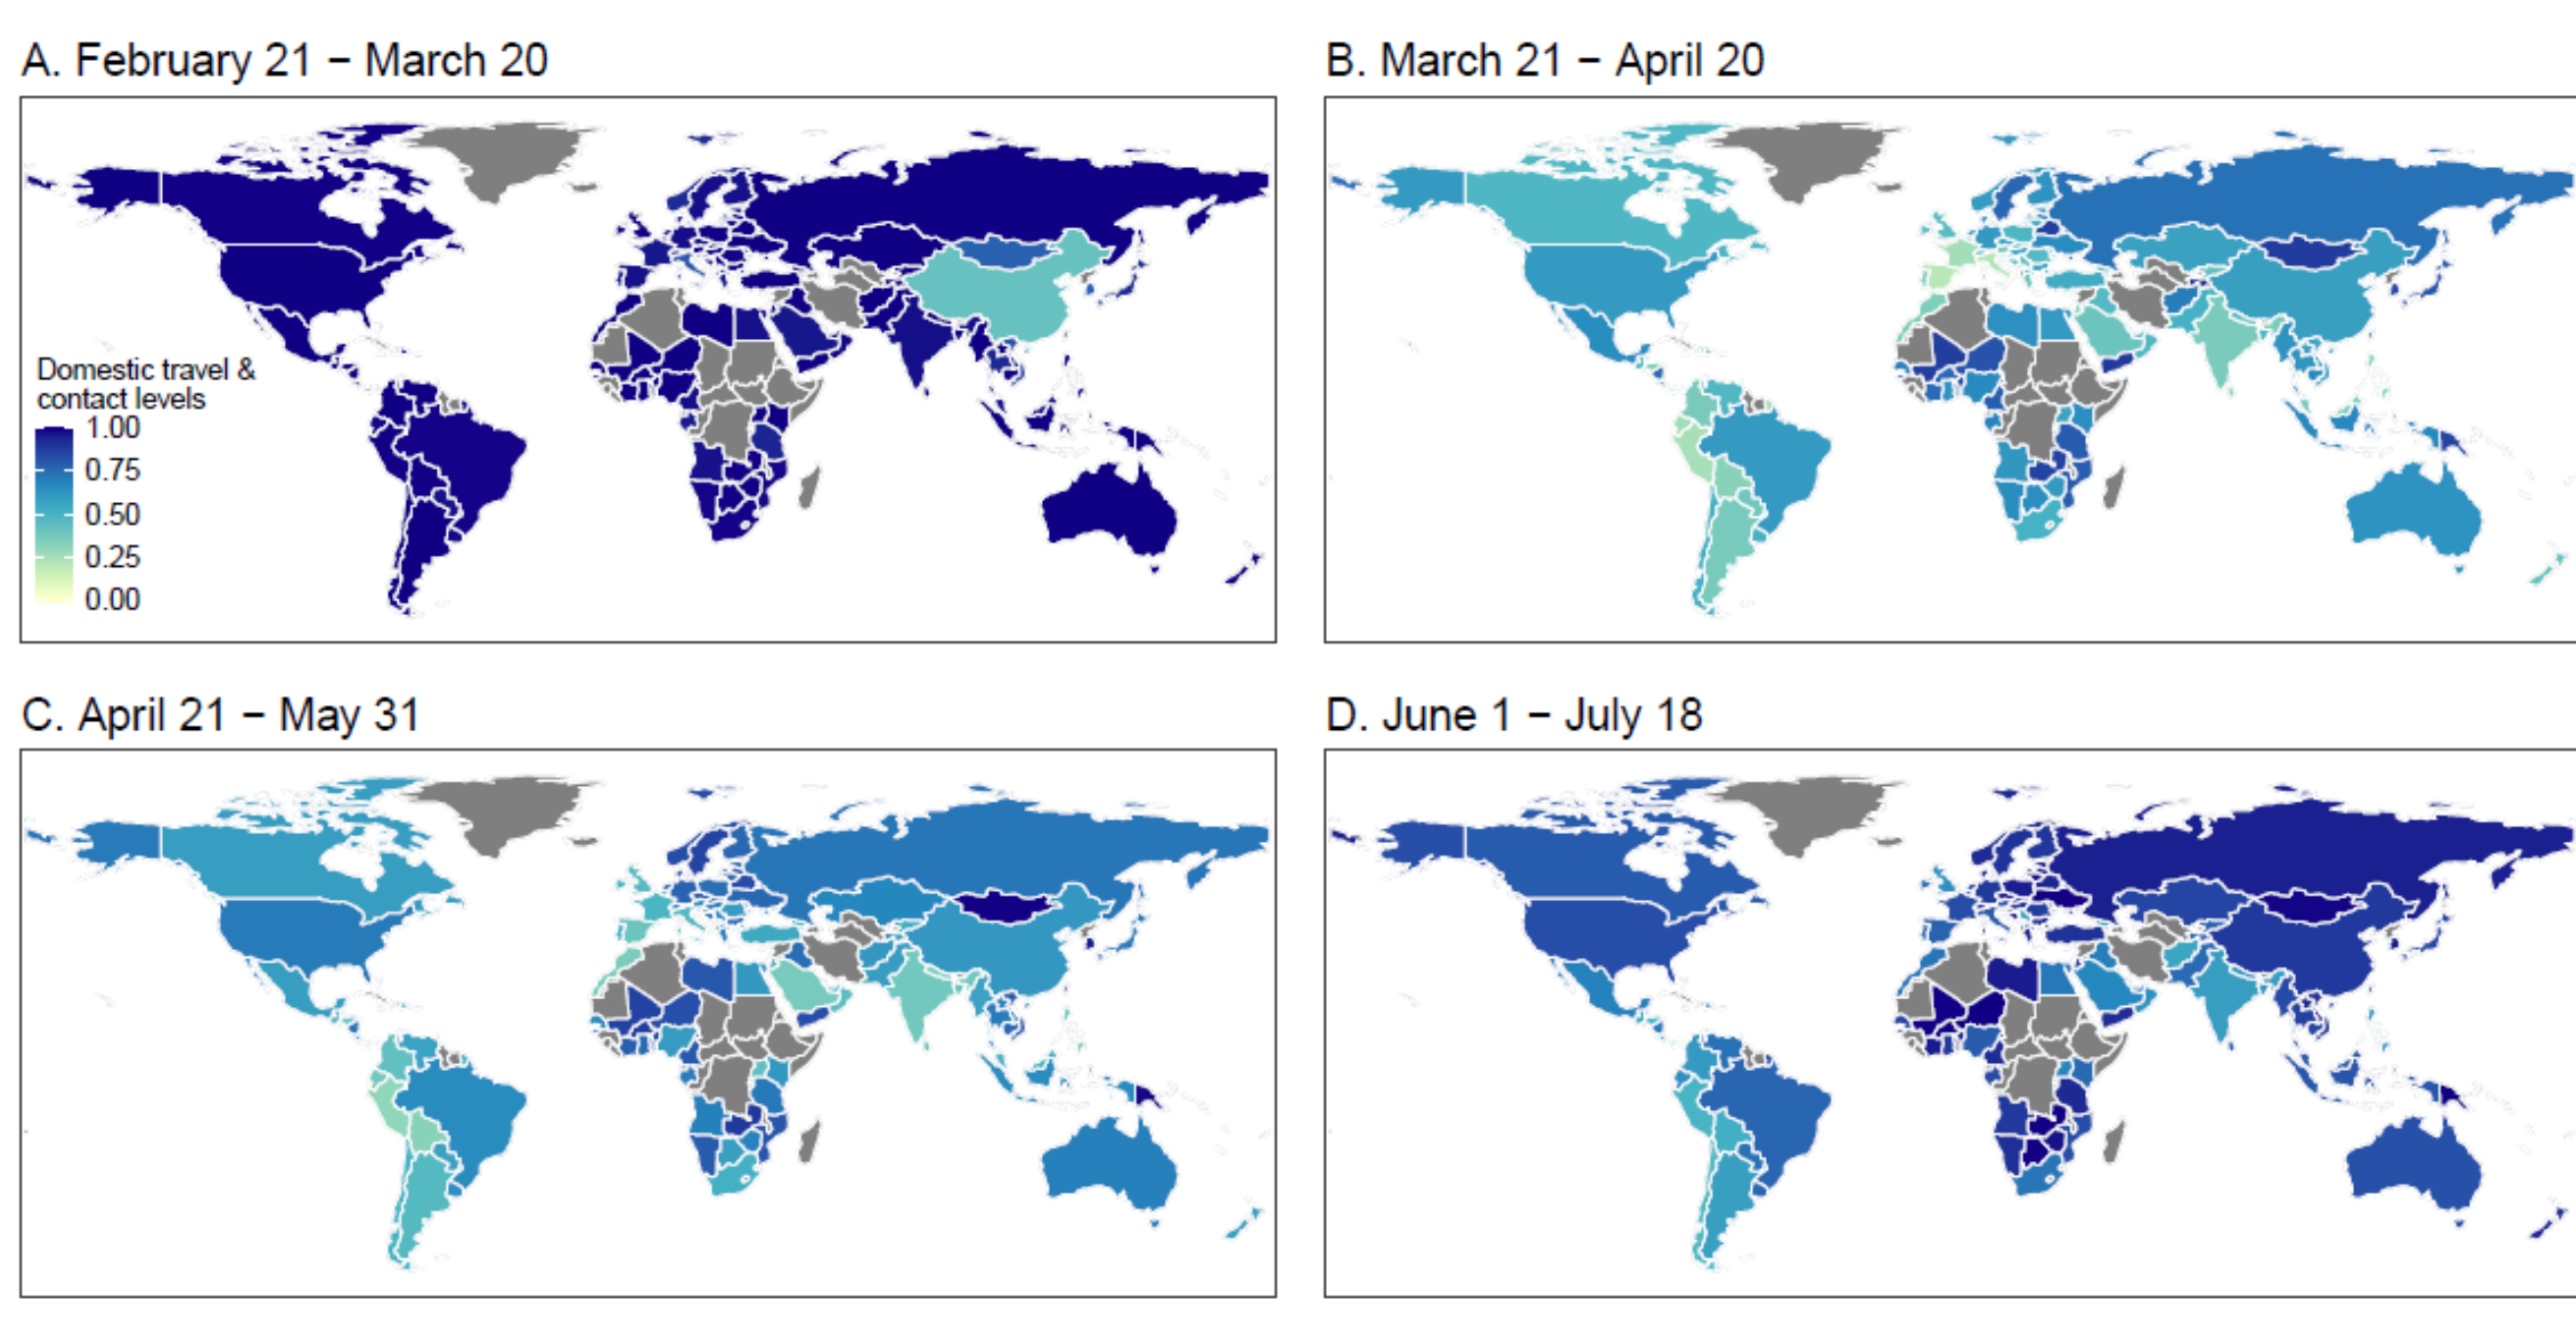 A. February 21 − March 20
B. March 21 − April 20
Domestic travel &
contact levels
1.00
0.75
0.50
0.25
0.00
C. April 21 − May 31
D. June 1 − July 18